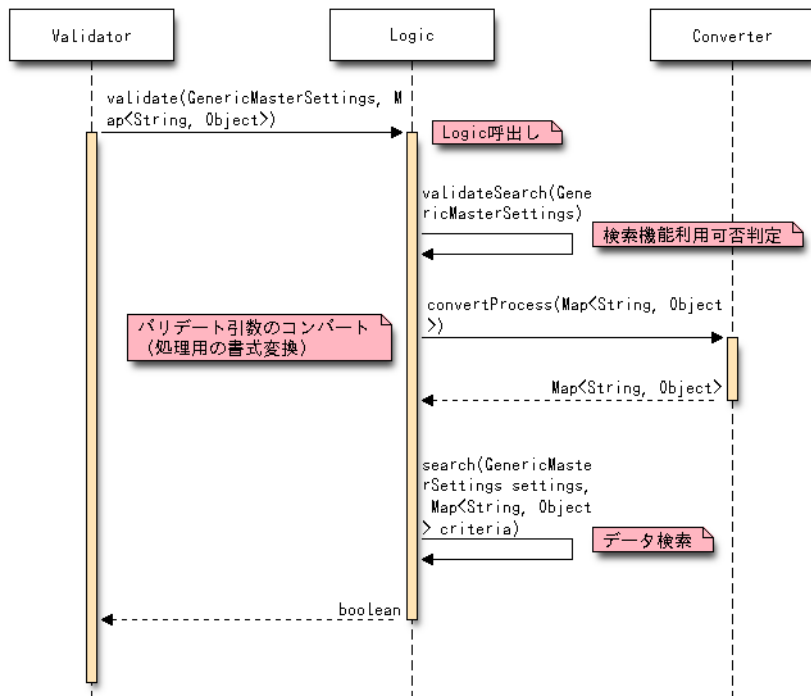 Validator
Logic
Converter
validate(GenericMasterSettings, M
ap<String, Object>)
Logic呼出し
validateSearch(Gene
ricMasterSettings)
検索機能利用可否判定
convertProcess(Map<String, Object
>)
バリデート引数のコンバート
（処理用の書式変換）
Map<String, Object>
search(GenericMaste
rSettings settings,
Map<String, Object
> criteria)
データ検索
boolean